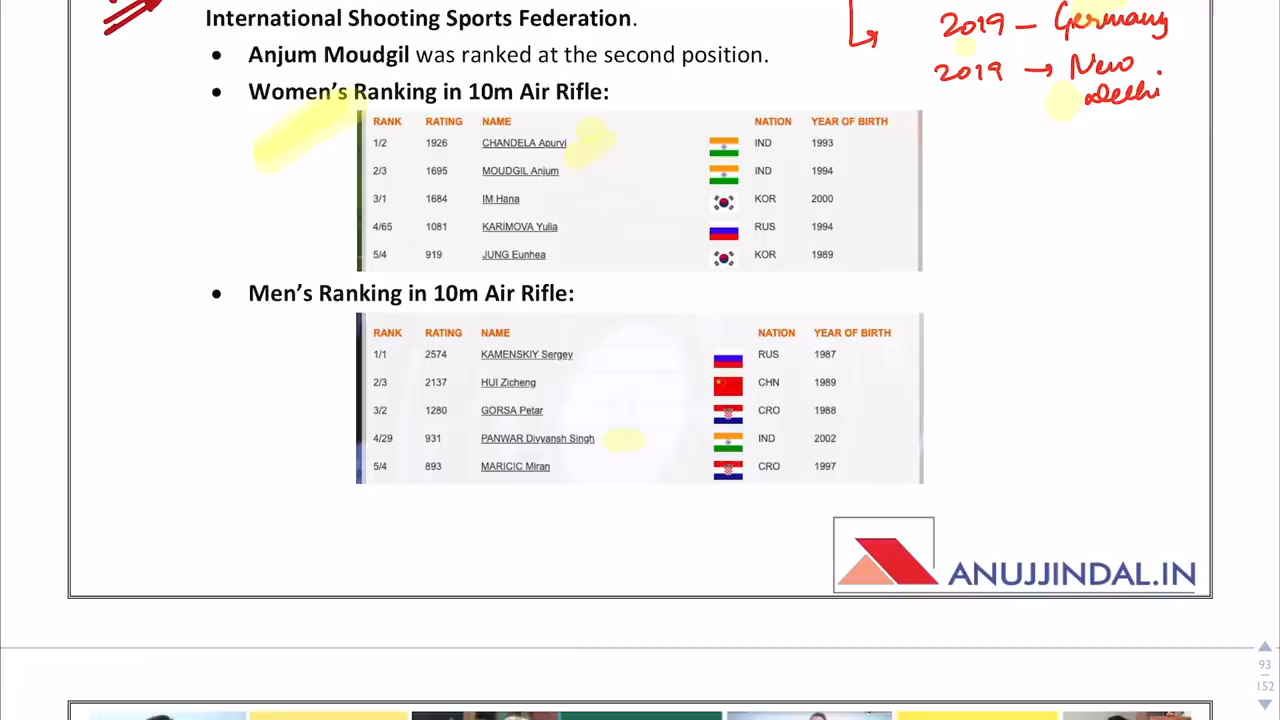 International Shooting Sports Federation.
2019 – Germany
• Anjum Moudgil was ranked at the second position.
2019 → New Delhi
• Women's Ranking in 10m Air Rifle:
RANK RATING NAME NATION YEAR OF BIRTH
1/2 1926 CHANDELA Apurvi IND 1993
2/3 1695 MOUDGIL Anjum IND 1994
3/1 1684 IM Hana KOR 2000
4/65 1081 KARIMOVA Yulia RUS 1994
5/4 919 JUNG Eunhea KOR 1989
• Men's Ranking in 10m Air Rifle:
RANK RATING NAME NATION YEAR OF BIRTH
1/1 2574 KAMENSKIY Sergey RUS 1987
2/3 2137 HUI Zicheng CHN 1989
3/2 1280 GORSA Petar CRO 1988
4/29 931 PANWAR Divyansh Singh IND 2002
5/4 893 MARICIC Miran CRO 1997
ANUJJINDAL.IN
93
152